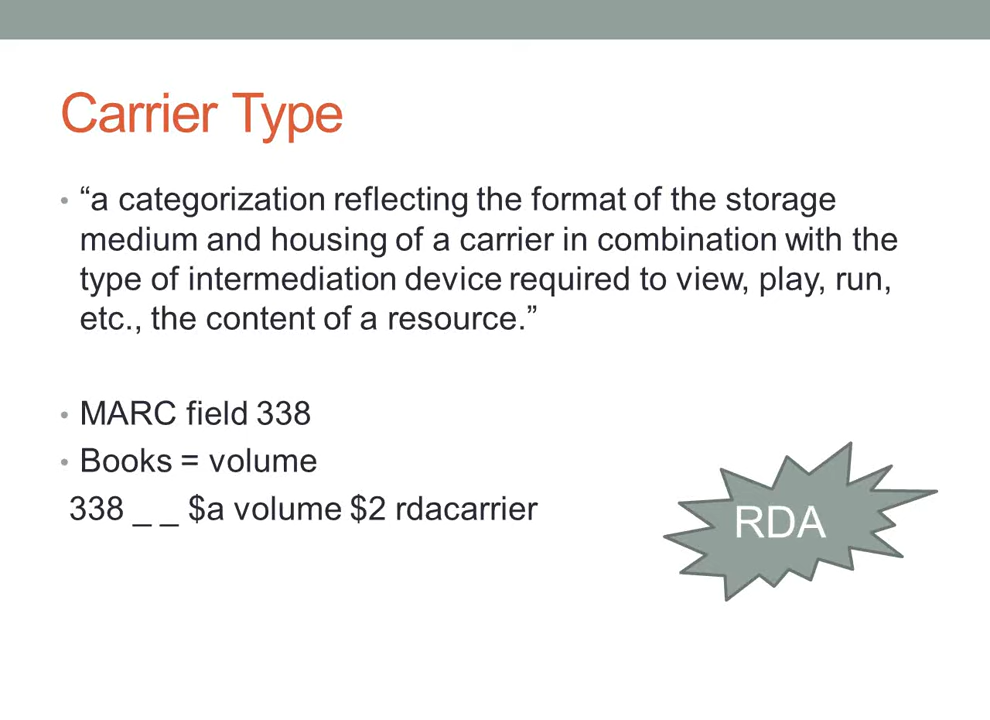 Carrier Type
• “a categorization reflecting the format of the storage
medium and housing of a carrier in combination with the
type of intermediation device required to view, play, run,
etc., the content of a resource.”
• MARC field 338
• Books = volume
338 _ _ $a volume $2 rdacarrier
RDA